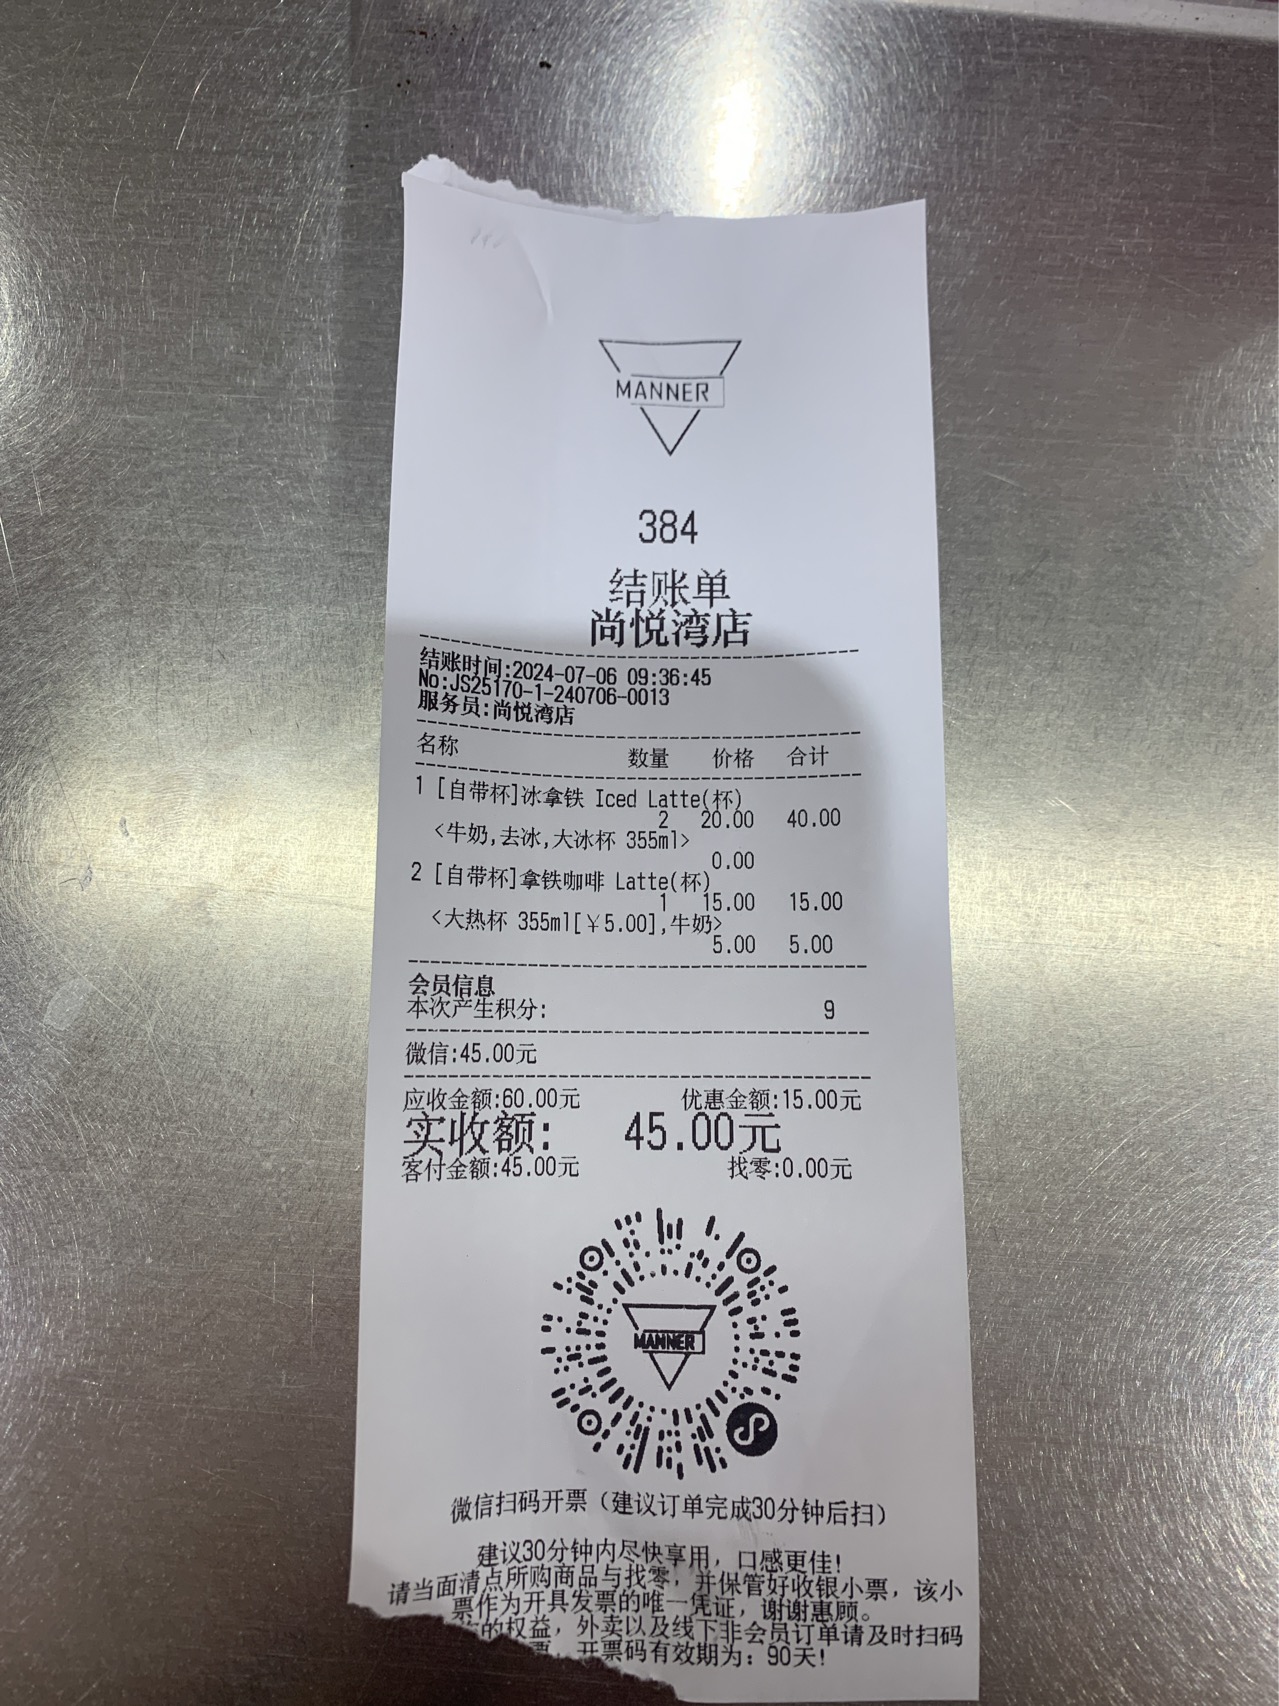 MANNER
384
结账单
尚悦湾店
结账时间:2024-07-06 09:36:45
No:JS25170-1-240706-0013
服务员:尚悦湾店
名称 数量 价格 合计
1 [自带杯]冰拿铁 Iced Latte(杯)
2 20.00 40.00
<牛奶,去冰,大冰杯 355ml>
0.00
2 [自带杯]拿铁咖啡 Latte(杯)
1 15.00 15.00
<大热杯 355ml[￥5.00],牛奶>
5.00 5.00
会员信息
本次产生积分: 9
微信:45.00元
应收金额:60.00元 优惠金额:15.00元
实收额: 45.00元
客付金额:45.00元 找零:0.00元
MANNER
微信扫码开票（建议订单完成30分钟后扫）
建议30分钟内尽快享用，口感更佳!
请当面清点所购商品与找零，并保管好收银小票，该小
票作为开具发票的唯一凭证，谢谢惠顾。
的权益，外卖以及线下非会员订单请及时扫码
票，开票码有效期为：90天!